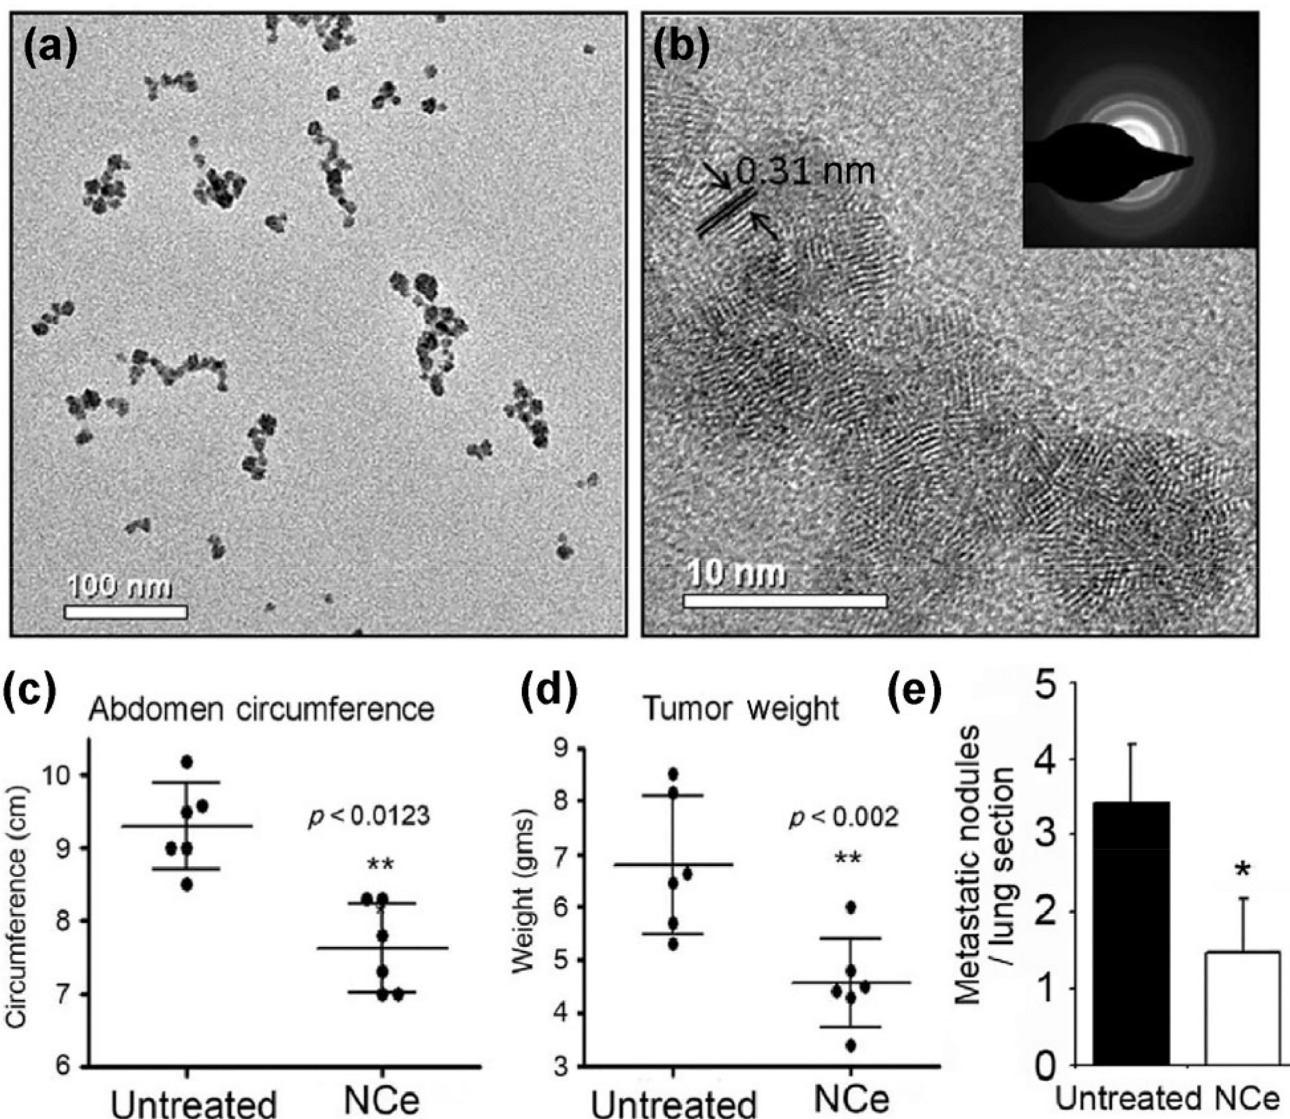 (a)
100 nm
(b)
0.31 nm
10 nm
(c)
Abdomen circumference
Circumference (cm)
10
9
8
7
6
p < 0.0123
**
Untreated
NCe
(d)
Tumor weight
Weight (gms)
9
8
7
6
5
4
3
p < 0.002
**
Untreated
NCe
(e)
Metastatic nodules
/ lung section
5
4
3
2
1
0
*
Untreated
NCe